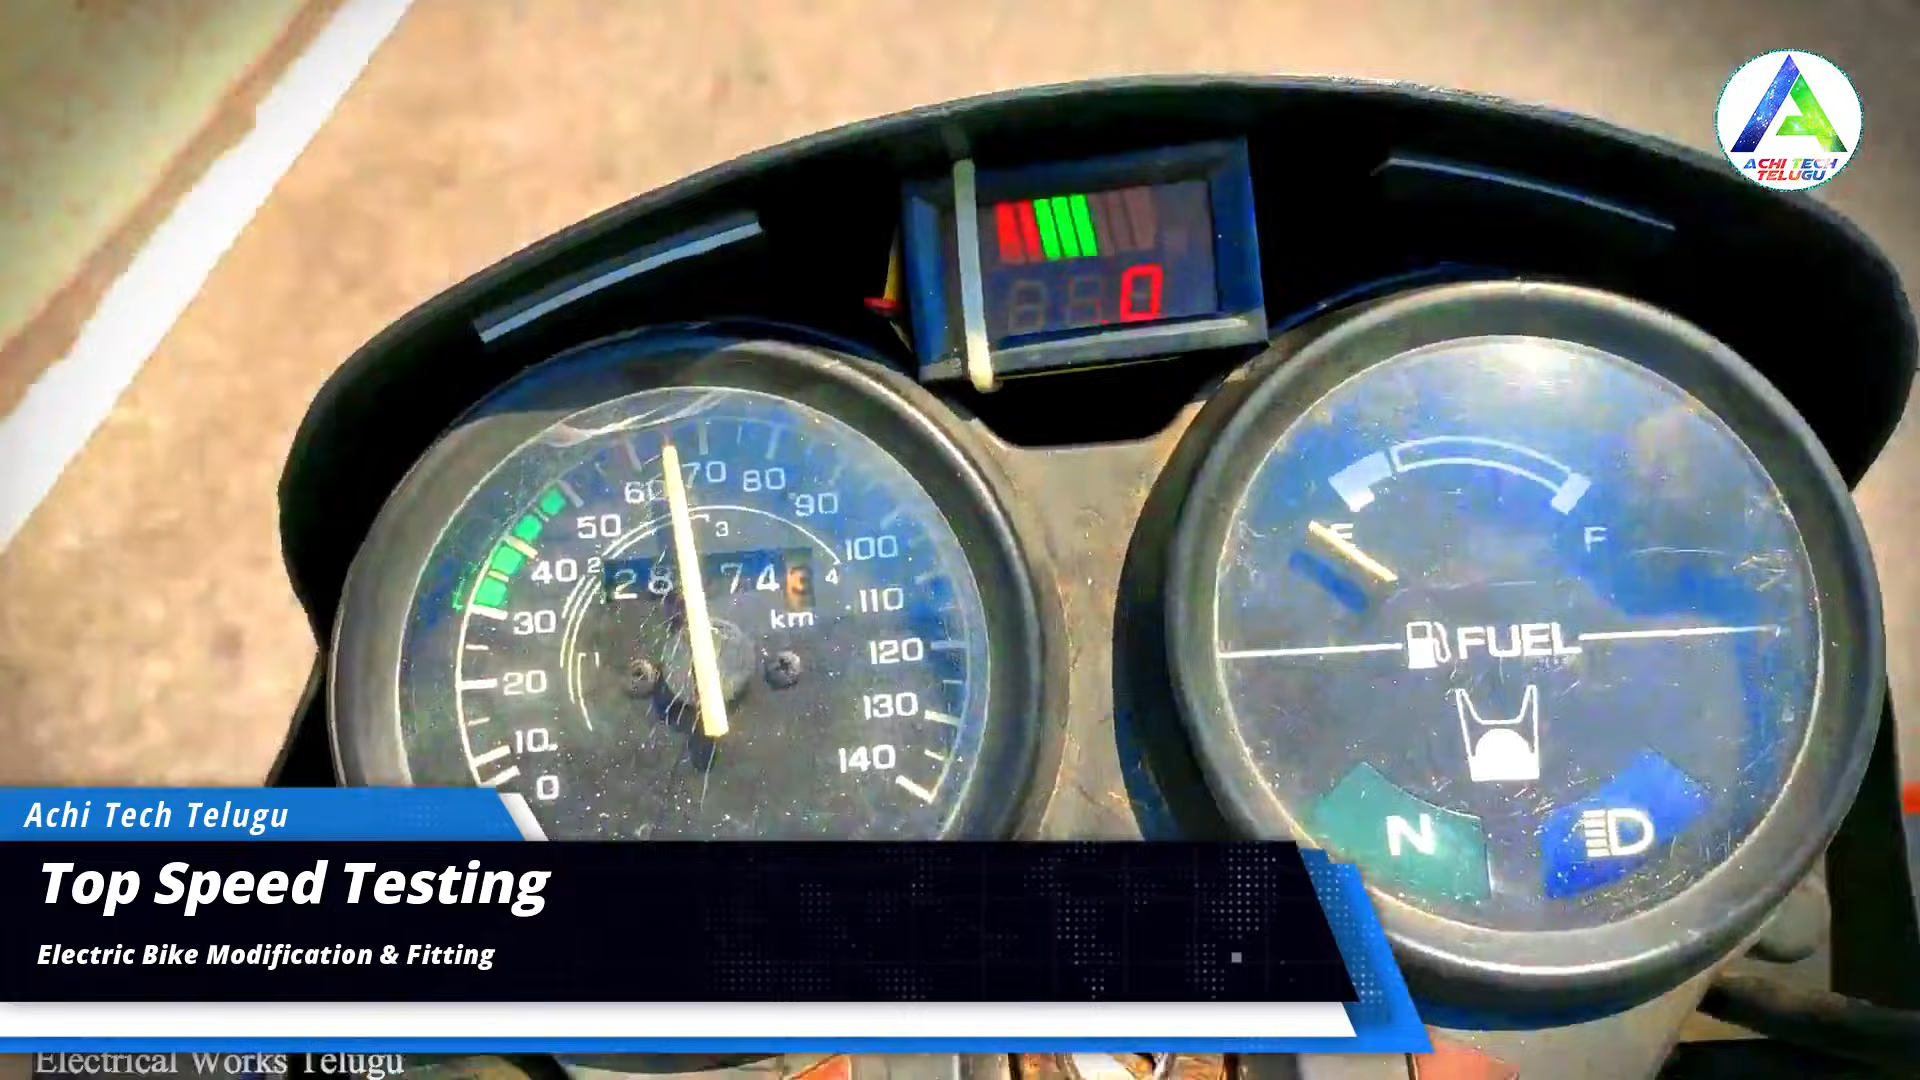 ACHI TECH
TELUGU
0
60 70 80
50 90
3
40 2 4 100
28 74 3
110
30 km
20 120
130
10
140
0
E F
FUEL
N
Achi Tech Telugu
Top Speed Testing
Electric Bike Modification & Fitting
Electrical Works Telugu